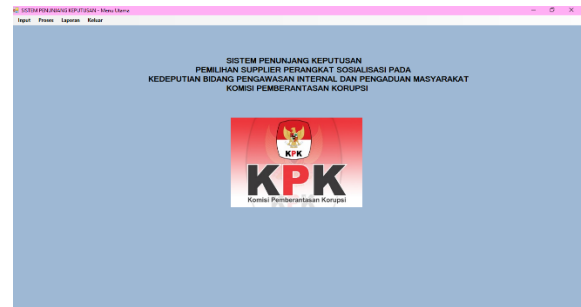 SISTEM PENUNJANG KEPUTUSAN - Menu Utama
Input Proses Laporan Keluar
SISTEM PENUNJANG KEPUTUSAN
PEMILIHAN SUPPLIER PERANGKAT SOSIALISASI PADA
KEDEPUTIAN BIDANG PENGAWASAN INTERNAL DAN PENGADUAN MASYARAKAT
KOMISI PEMBERANTASAN KORUPSI
KPK
KPK
Komisi Pemberantasan Korupsi